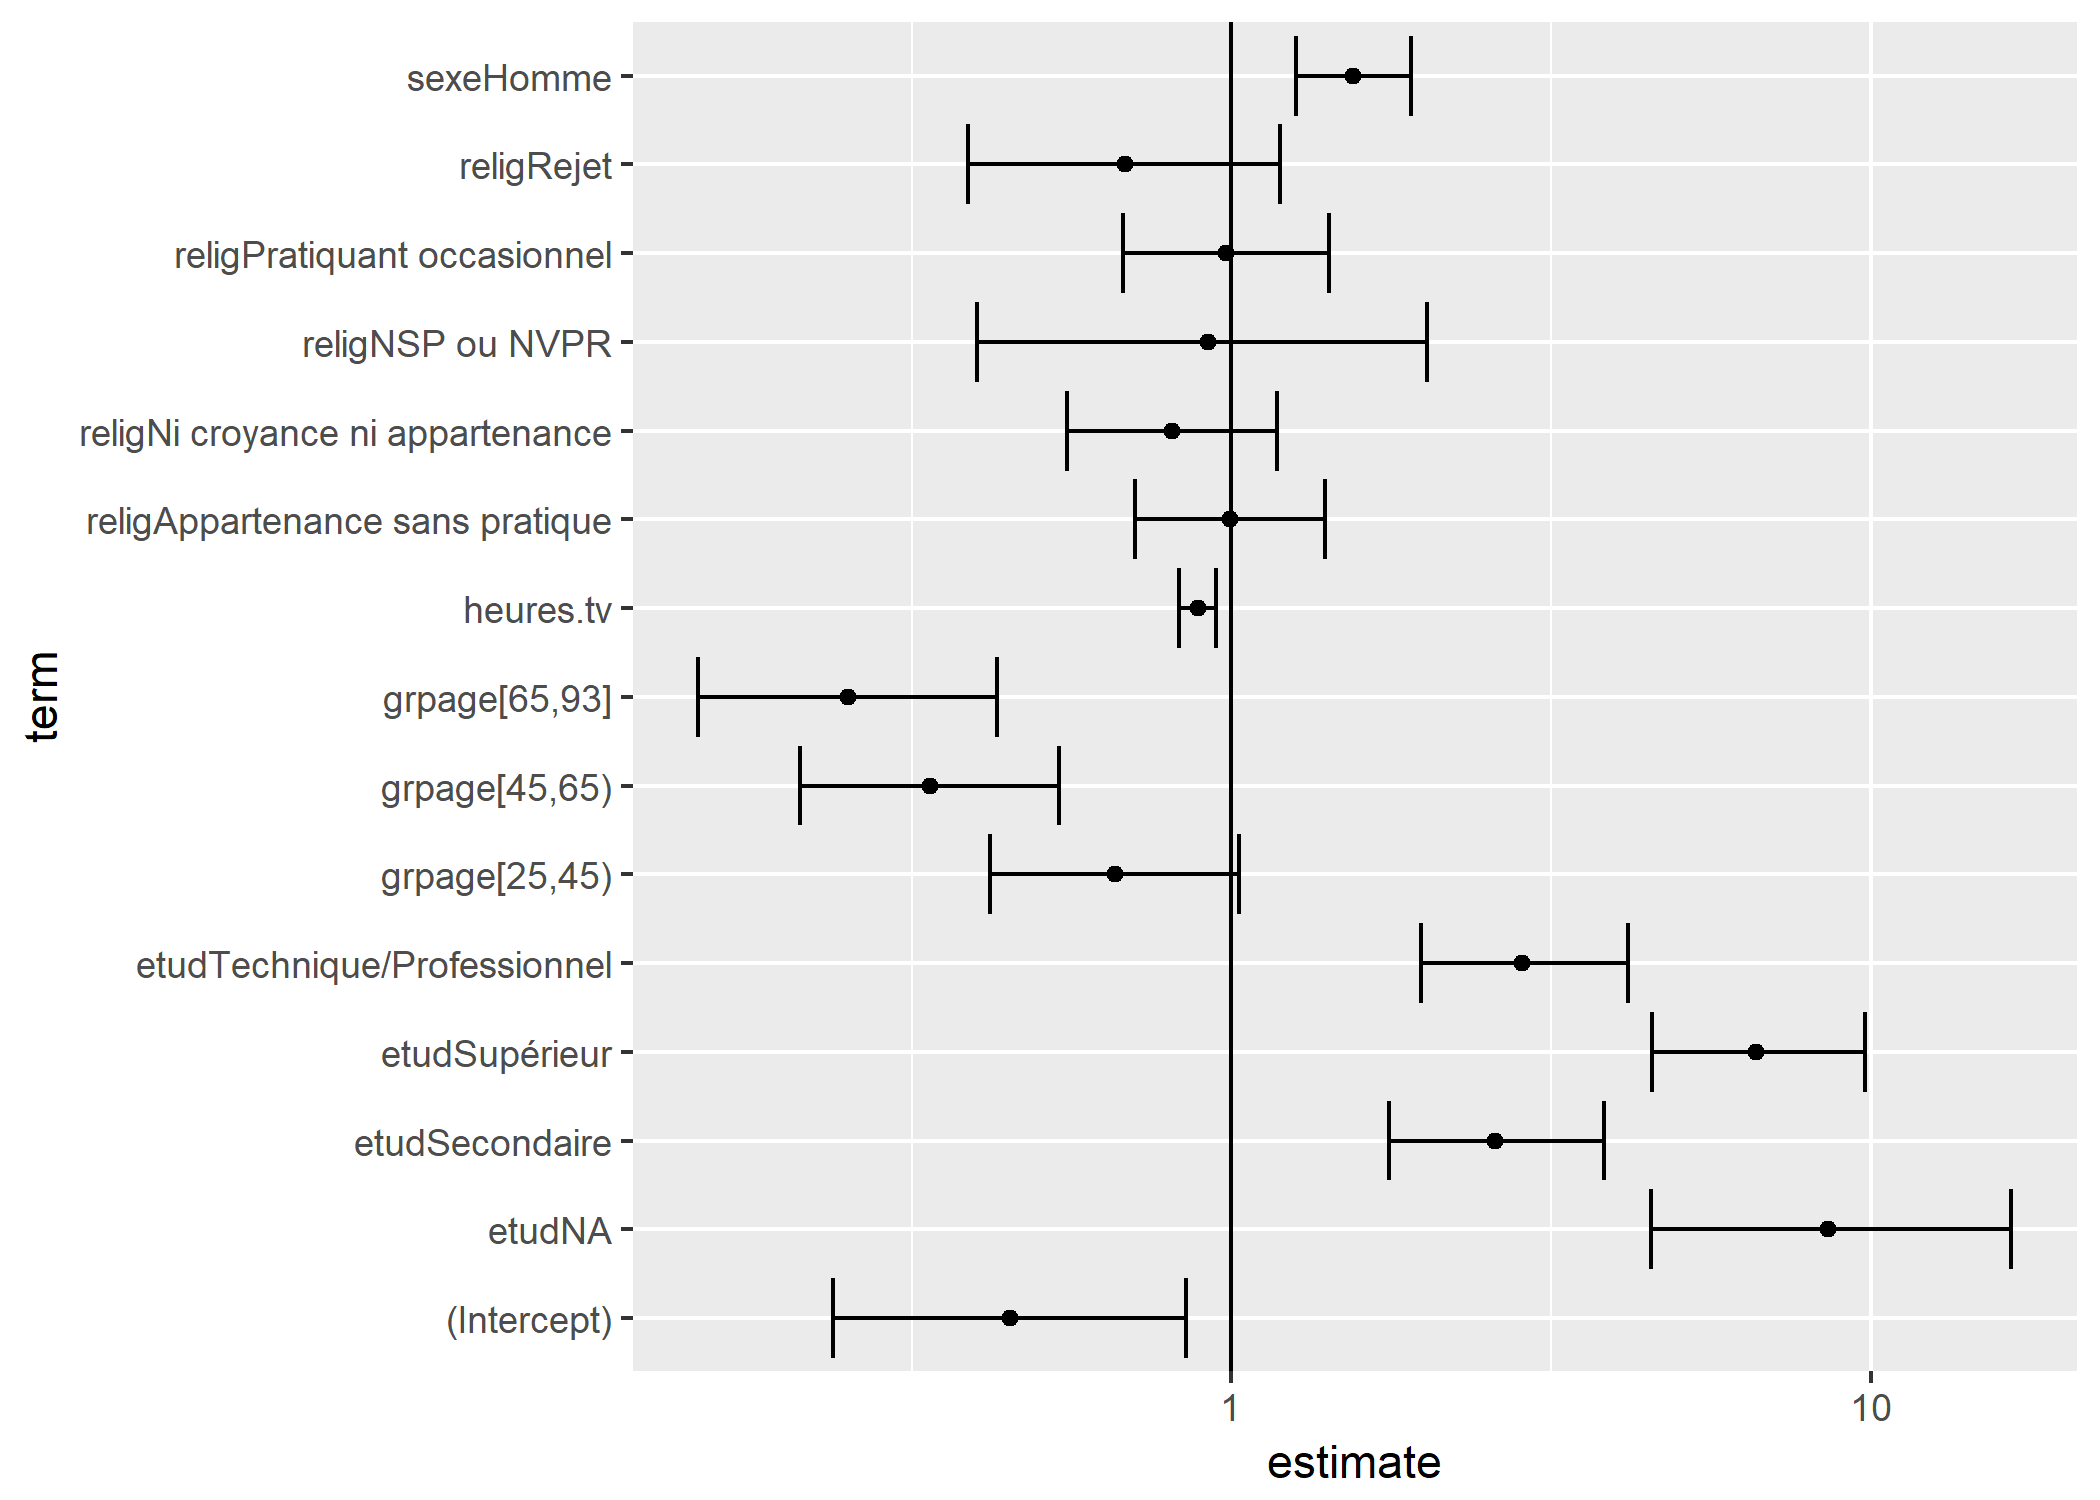 sexeHomme
religRejet
religPratiquant occasionnel
religNSP ou NVPR
religNi croyance ni appartenance
religAppartenance sans pratique
heures.tv
grpage[65,93]
grpage[45,65)
grpage[25,45)
etudTechnique/Professionnel
etudSupérieur
etudSecondaire
etudNA
(Intercept)
term
1 10
estimate